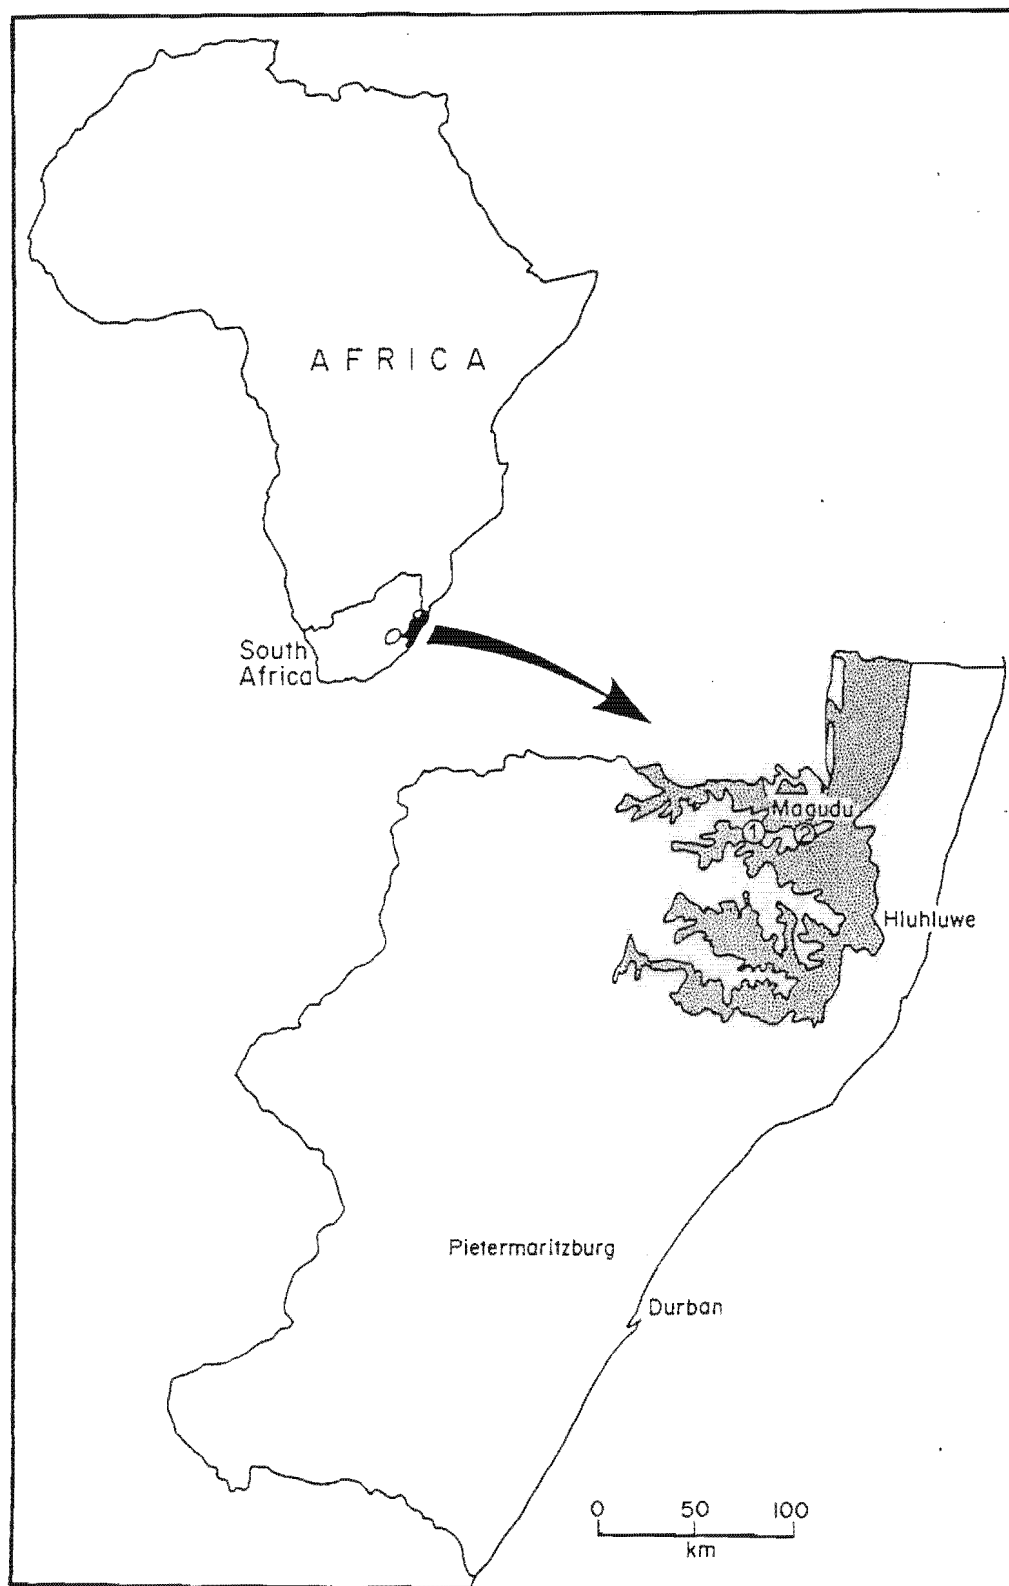 AFRICA
South
Africa
Magudu
1 2
Hluhluwe
Pietermaritzburg
Durban
0 50 100
km